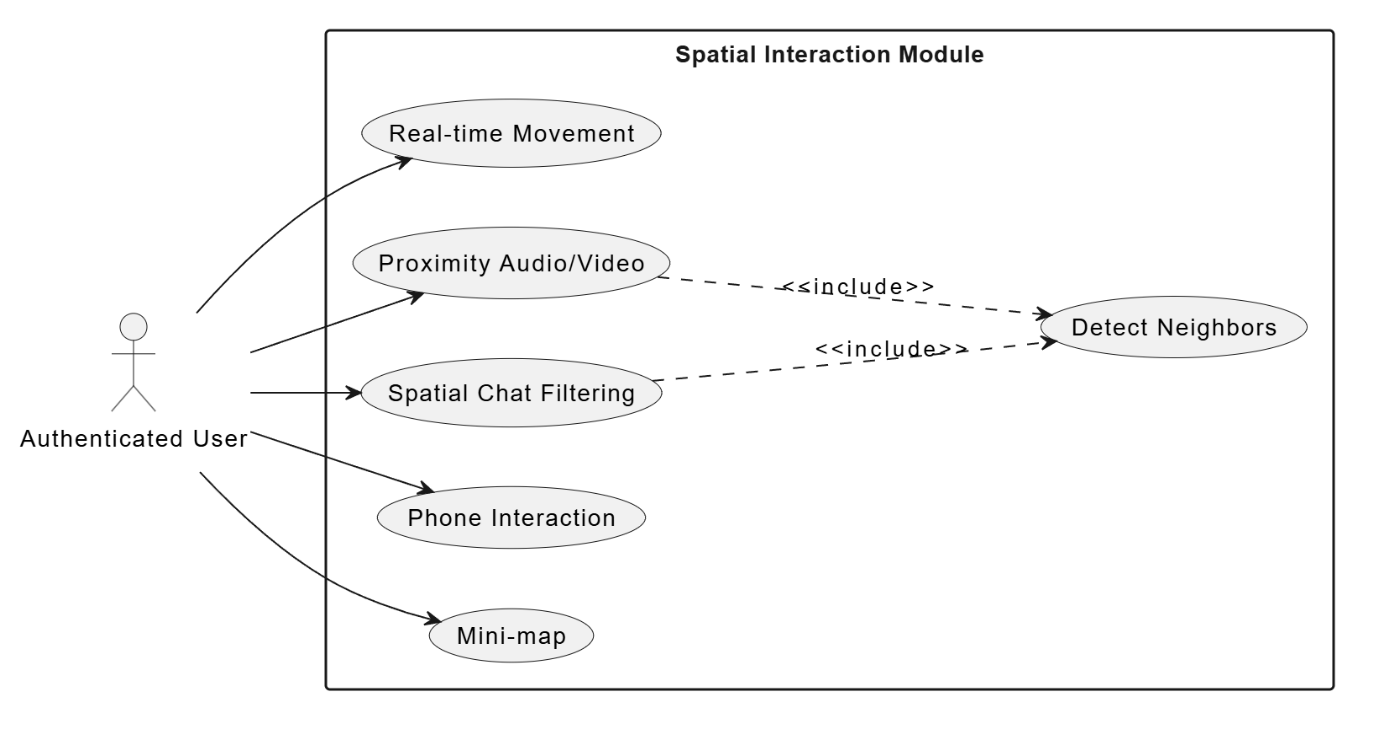 Spatial Interaction Module
Real-time Movement
Proximity Audio/Video
<<include>>
Detect Neighbors
<<include>>
Spatial Chat Filtering
Authenticated User
Phone Interaction
Mini-map